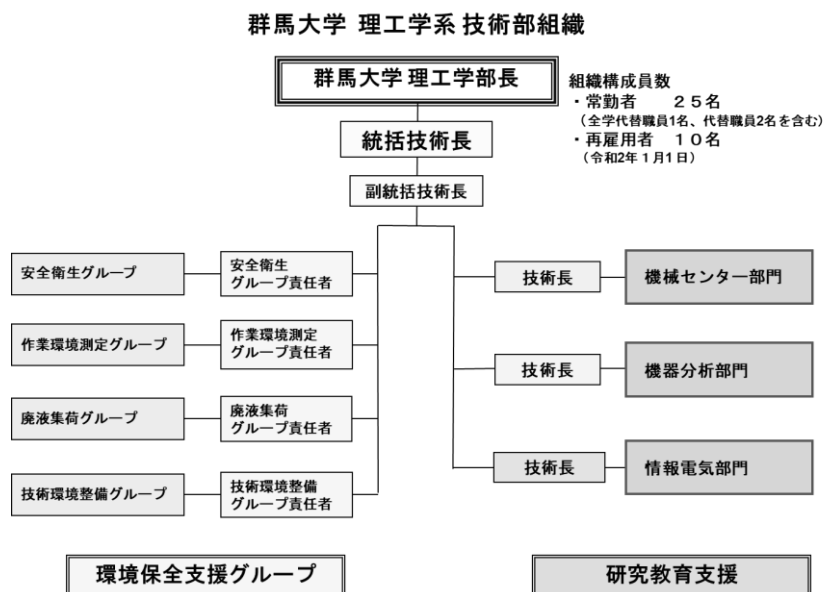 群馬大学 理工学系 技術部組織
群馬大学 理工学部長
組織構成員数
・常勤者　２５名
（全学代替職員1名、代替職員2名を含む）
・再雇用者　１０名
（令和2年１月1日）
統括技術長
副統括技術長
安全衛生グループ
安全衛生
グループ責任者
作業環境測定グループ
作業環境測定
グループ責任者
廃液集荷グループ
廃液集荷
グループ責任者
技術環境整備グループ
技術環境整備
グループ責任者
技術長
機械センター部門
技術長
機器分析部門
技術長
情報電気部門
環境保全支援グループ
研究教育支援